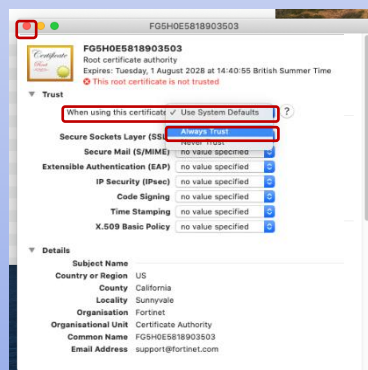 FG5H0E5818903503
Certificate
FG5H0E5818903503
Root certificate authority
Expires: Tuesday, 1 August 2028 at 14:40:55 British Summer Time
This root certificate is not trusted
Trust
When using this certificate ✓ Use System Defaults ?
Always Trust
Never Trust
Secure Sockets Layer (SSL
Secure Mail (S/MIME) no value specified
Extensible Authentication (EAP) no value specified
IP Security (IPsec) no value specified
Code Signing no value specified
Time Stamping no value specified
X.509 Basic Policy no value specified
Details
Subject Name
Country or Region US
County California
Locality Sunnyvale
Organisation Fortinet
Organisational Unit Certificate Authority
Common Name FG5H0E5818903503
Email Address support@fortinet.com